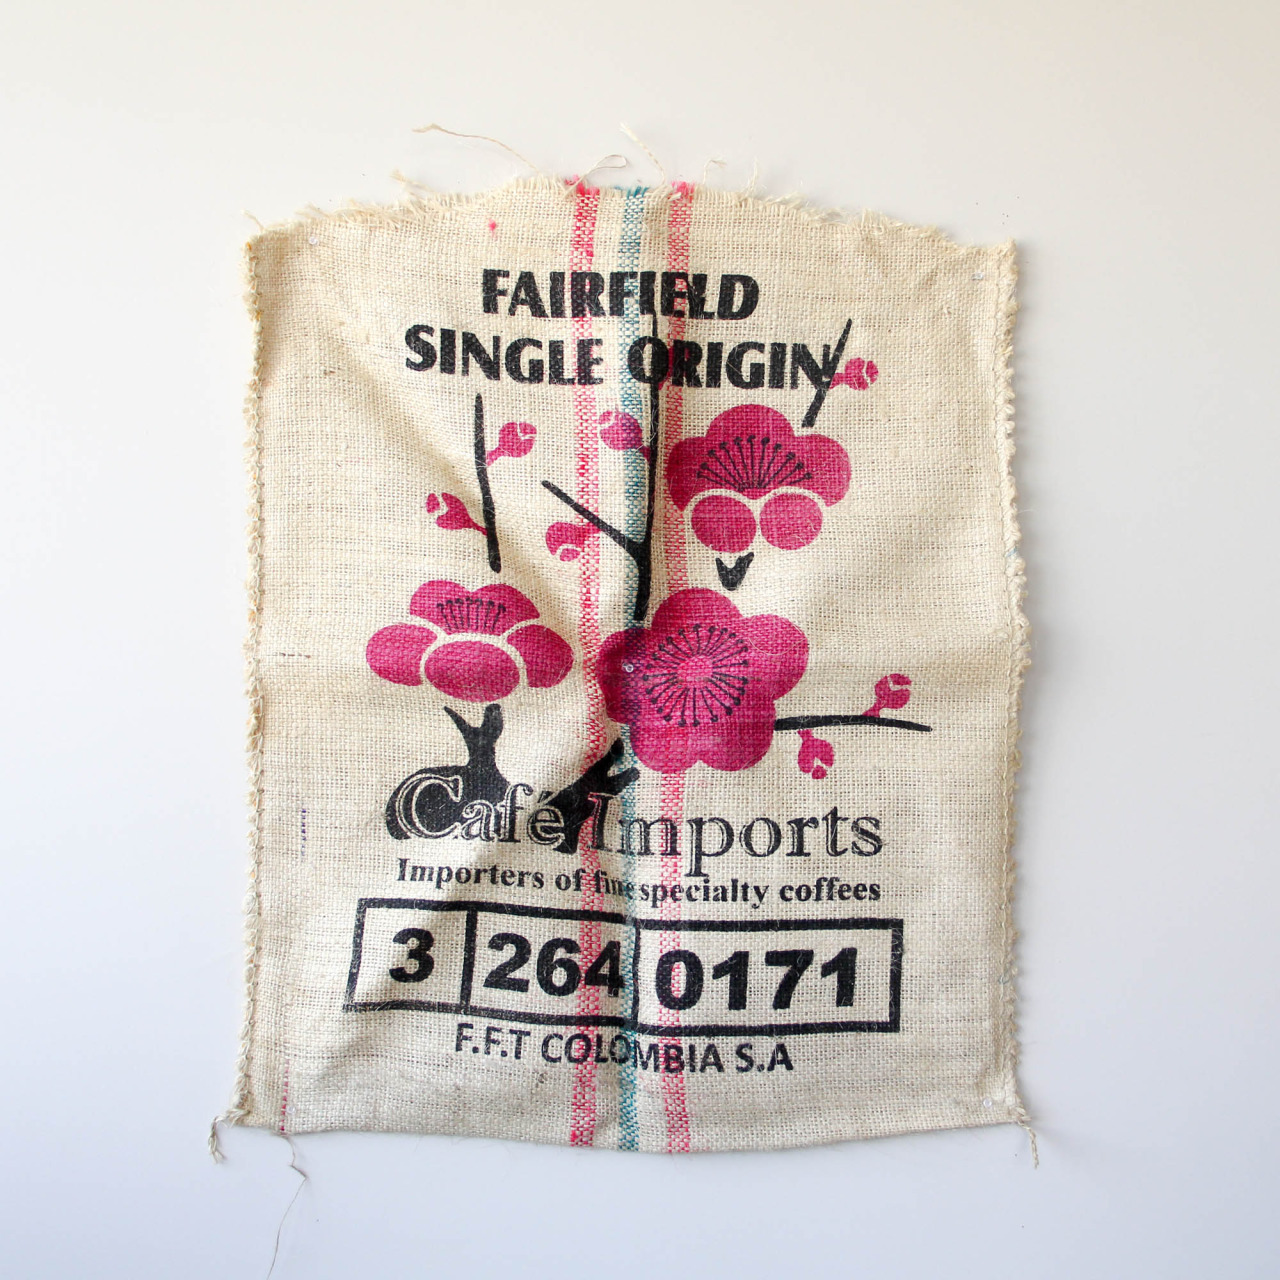 FAIRFIELD
SINGLE ORIGIN
Café Imports
Importers of fine specialty coffees
3 264 0171
F.F.T COLOMBIA S.A